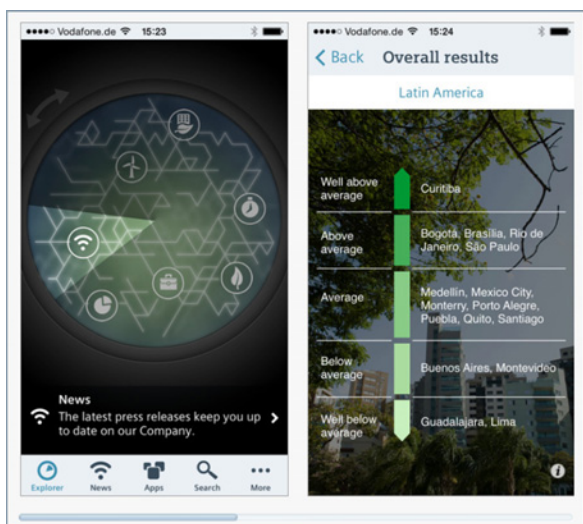 Vodafone.de 15:23
News
The latest press releases keep you up
to date on our Company.
Explorer News Apps Search More
Vodafone.de 15:24
Back Overall results
Latin America
Well above
average
Curitiba
Above
average
Bogotá, Brasília, Rio de
Janeiro, São Paulo
Average
Medellín, Mexico City,
Monterry, Porto Alegre,
Puebla, Quito, Santiago
Below
average
Buenos Aires, Montevideo
Well below
average
Guadalajara, Lima